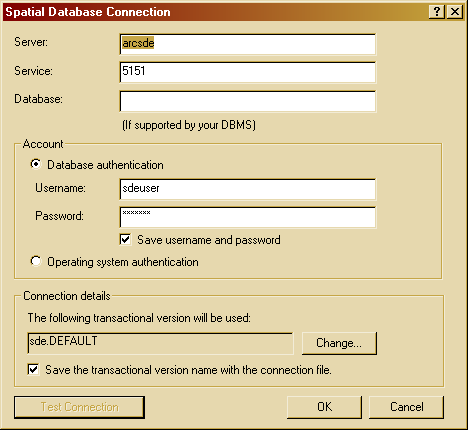 Spatial Database Connection
Server: arcsde
Service: 5151
Database:
(If supported by your DBMS)
Account
Database authentication
Username: sdeuser
Password: *******
Save username and password
Operating system authentication
Connection details
The following transactional version will be used:
sde.DEFAULT Change...
Save the transactional version name with the connection file.
Test Connection OK Cancel